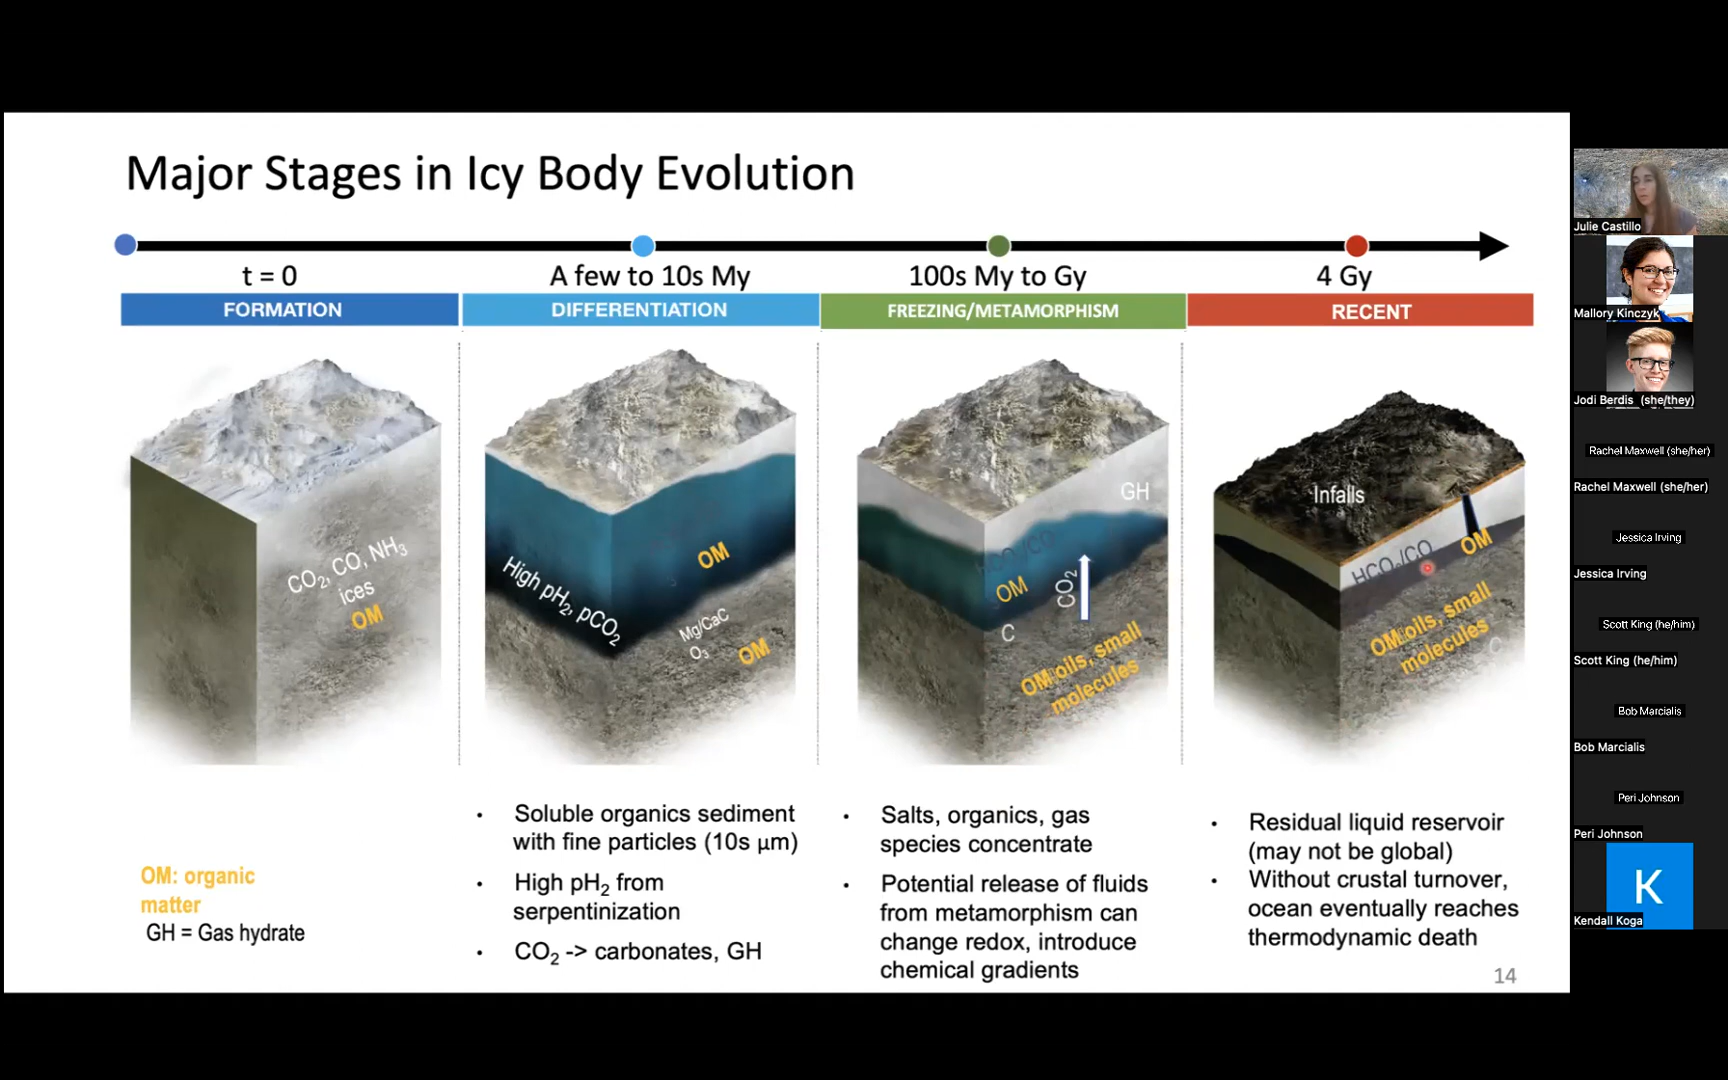 Major Stages in Icy Body Evolution
t = 0
A few to 10s My
100s My to Gy
4 Gy
FORMATION
DIFFERENTIATION
FREEZING/METAMORPHISM
RECENT
CO₂, CO, NH₃
ices
OM
High pH₂, pCO₂
OM
Mg/CaC
O₃
OM
GH
OM
CO₂
C
OM oils, small
molecules
Infalls
OM
OM oils, small
molecules
C
OM: organic
matter
GH = Gas hydrate
• Soluble organics sediment
with fine particles (10s µm)
• High pH₂ from
serpentinization
• CO₂ -> carbonates, GH
• Salts, organics, gas
species concentrate
• Potential release of fluids
from metamorphism can
change redox, introduce
chemical gradients
• Residual liquid reservoir
(may not be global)
• Without crustal turnover,
ocean eventually reaches
thermodynamic death
14
Julie Castillo
Mallory Kinczyk
Jodi Berdis (she/they)
Rachel Maxwell (she/her)
Rachel Maxwell (she/her)
Jessica Irving
Jessica Irving
Scott King (he/him)
Scott King (he/him)
Bob Marcialis
Bob Marcialis
Peri Johnson
Peri Johnson
K
Kendall Koga